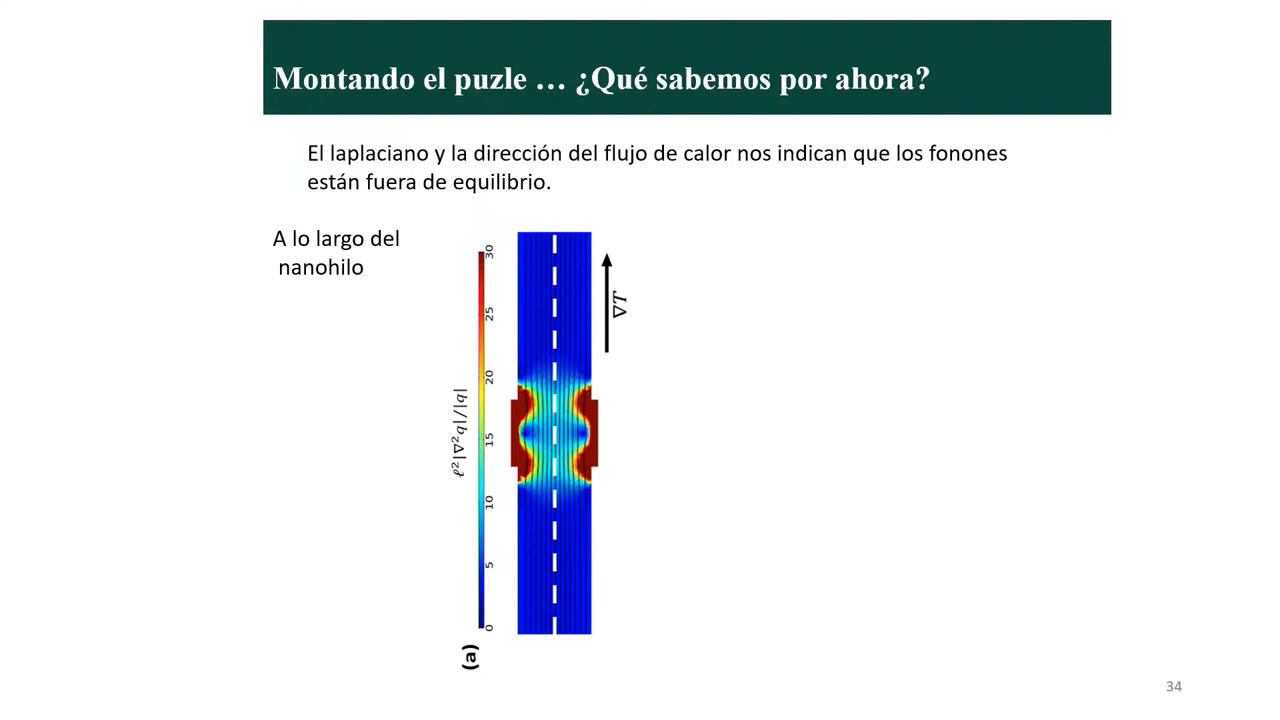 Montando el puzle … ¿Qué sabemos por ahora?
El laplaciano y la dirección del flujo de calor nos indican que los fonones
están fuera de equilibrio.
A lo largo del
nanohilo
ℓ²|∇²q|/|q|
30
25
20
15
10
5
0
∇T
(a)
34